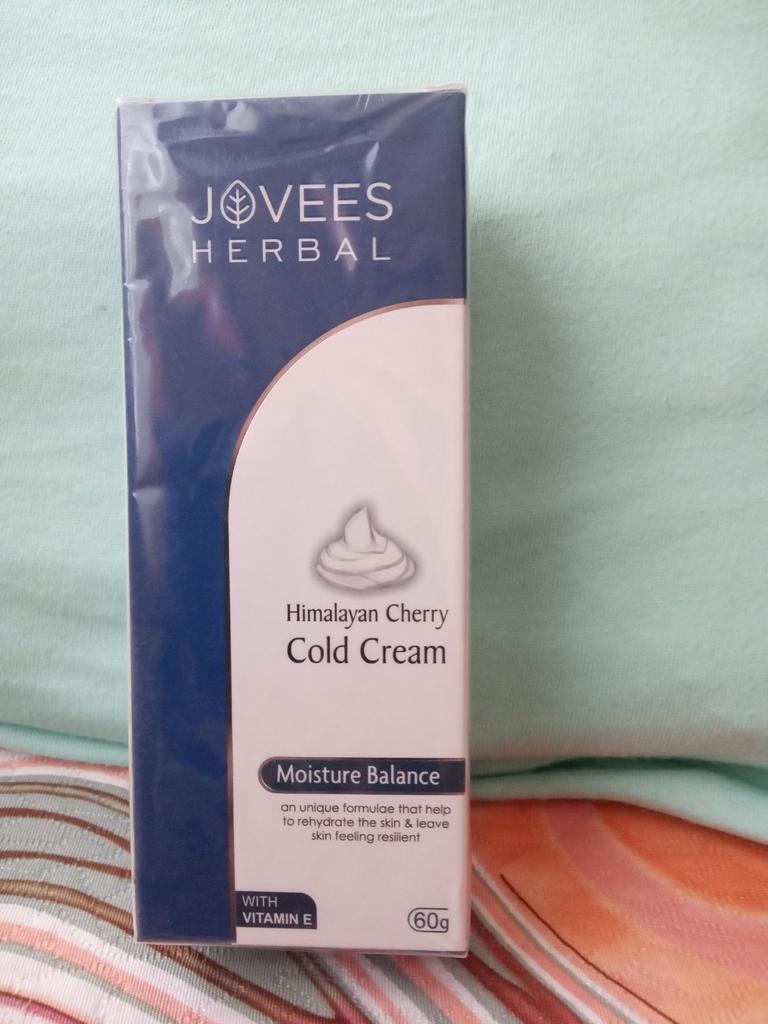 JOVEES
HERBAL
Himalayan Cherry
Cold Cream
Moisture Balance
an unique formulae that help
to rehydrate the skin & leave
skin feeling resilient
WITH
VITAMIN E
60g